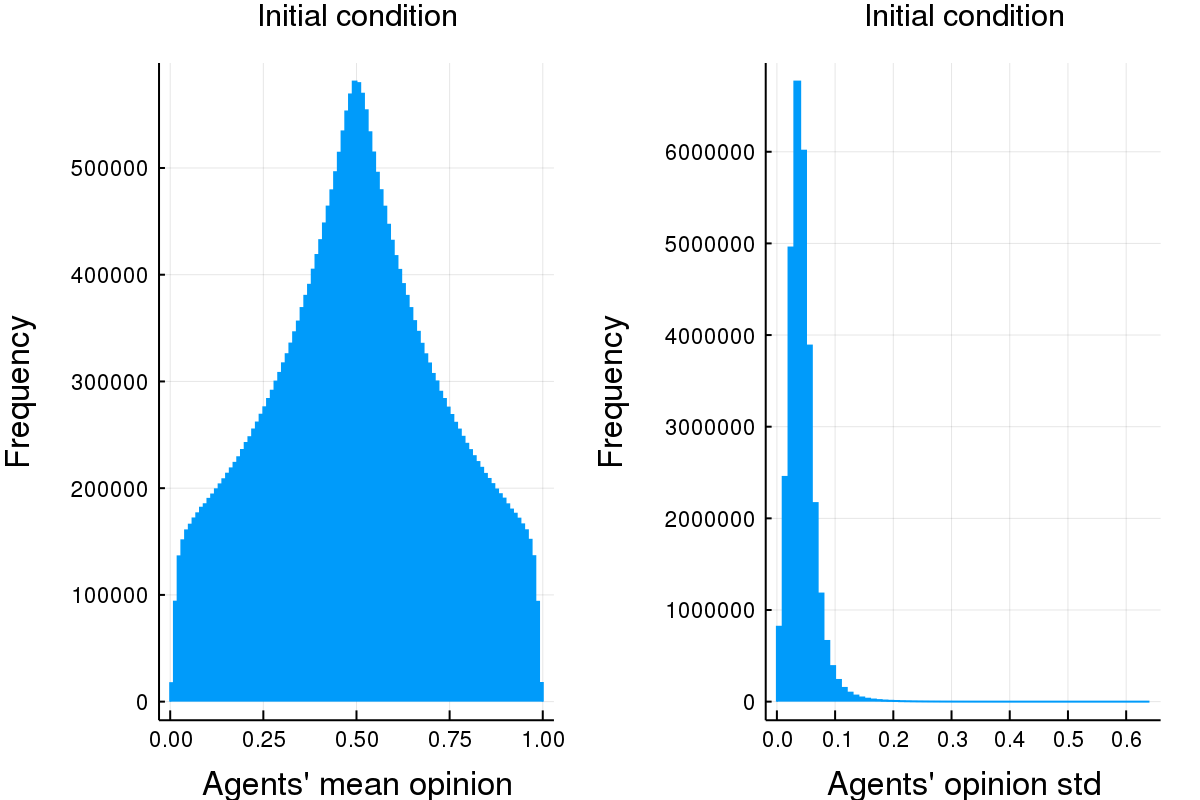 Initial condition
Frequency
500000
400000
300000
200000
100000
0
0.00 0.25 0.50 0.75 1.00
Agents' mean opinion
Initial condition
Frequency
6000000
5000000
4000000
3000000
2000000
1000000
0
0.0 0.1 0.2 0.3 0.4 0.5 0.6
Agents' opinion std